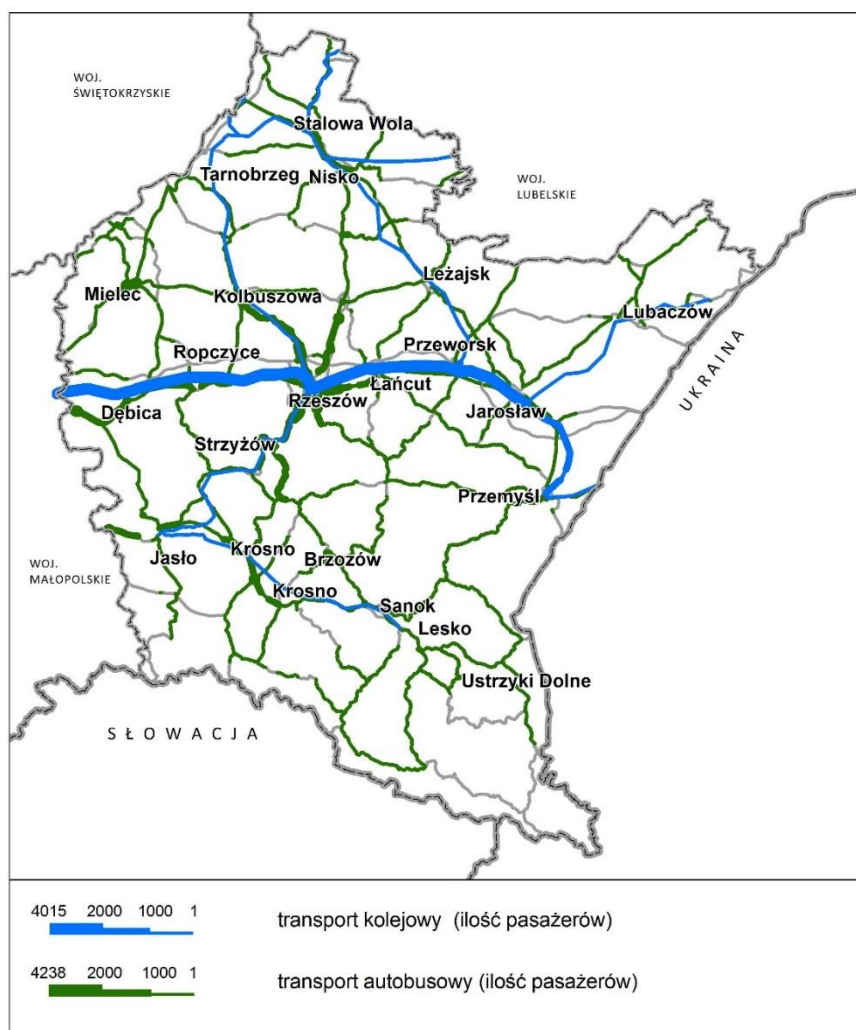 WOJ.
ŚWIĘTOKRZYSKIE
Stalowa Wola
Tarnobrzeg
Nisko
WOJ.
LUBELSKIE
Leżajsk
Mielec
Kolbuszowa
Lubaczów
Ropczyce
Przeworsk
UKRAINA
Łańcut
Rzeszów
Dębica
Jarosław
Strzyżów
Przemyśl
WOJ.
MAŁOPOLSKIE
Jasło
Krosno
Brzozów
Krosno
Sanok
Lesko
Ustrzyki Dolne
SŁOWACJA
4015 2000 1000 1 transport kolejowy (ilość pasażerów)
4238 2000 1000 1 transport autobusowy (ilość pasażerów)